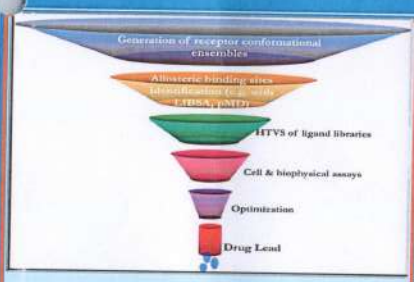 Generation of receptor conformational
ensembles
Allosteric binding sites
Identification (e.g. with
LIBSA, pMD)
HTVS of ligand libraries
Cell & biophysical assays
Optimization
Drug Lead